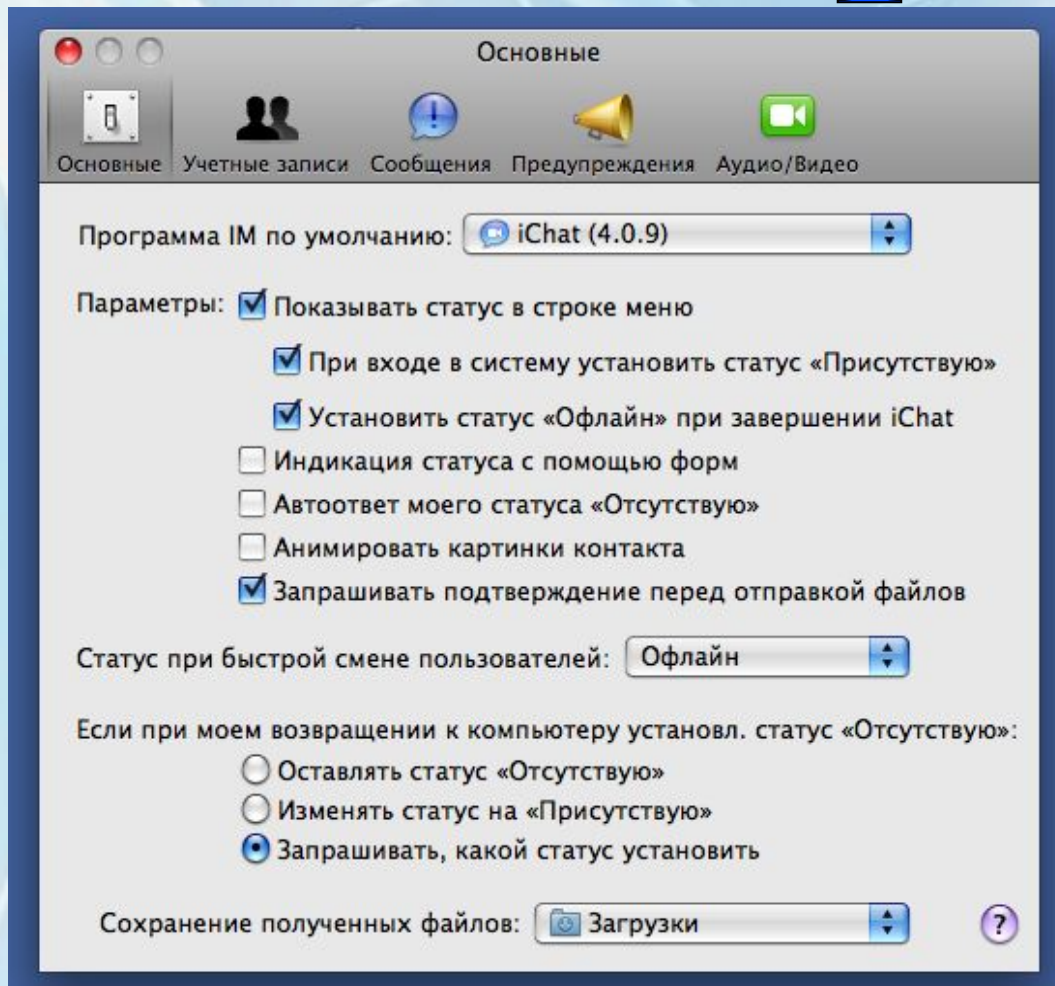 Основные
Основные Учетные записи Сообщения Предупреждения Аудио/Видео
Программа IM по умолчанию: iChat (4.0.9)
Параметры: Показывать статус в строке меню
При входе в систему установить статус «Присутствую»
Установить статус «Офлайн» при завершении iChat
Индикация статуса с помощью форм
Автоответ моего статуса «Отсутствую»
Анимировать картинки контакта
Запрашивать подтверждение перед отправкой файлов
Статус при быстрой смене пользователей: Офлайн
Если при моем возвращении к компьютеру установл. статус «Отсутствую»:
Оставлять статус «Отсутствую»
Изменять статус на «Присутствую»
Запрашивать, какой статус установить
Сохранение полученных файлов: Загрузки ?